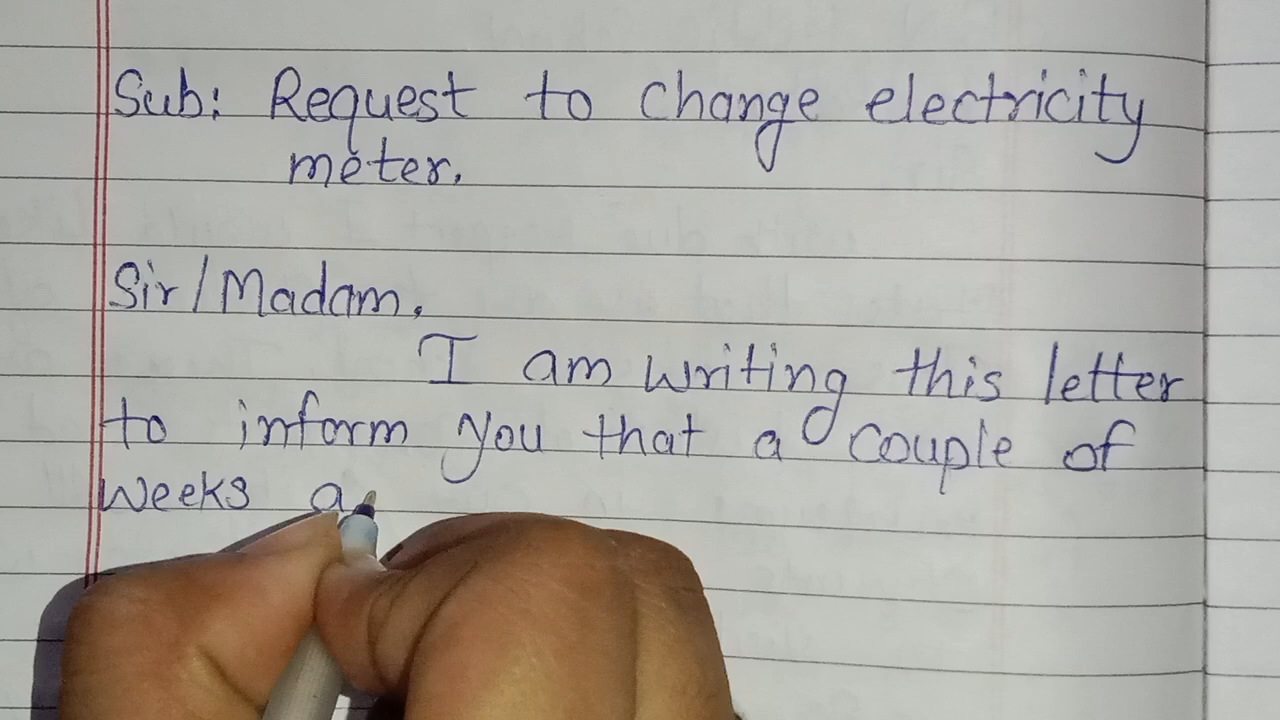 Sub: Request to change electricity
meter.
Sir/Madam,
I am writing this letter
to inform you that a couple of
weeks a